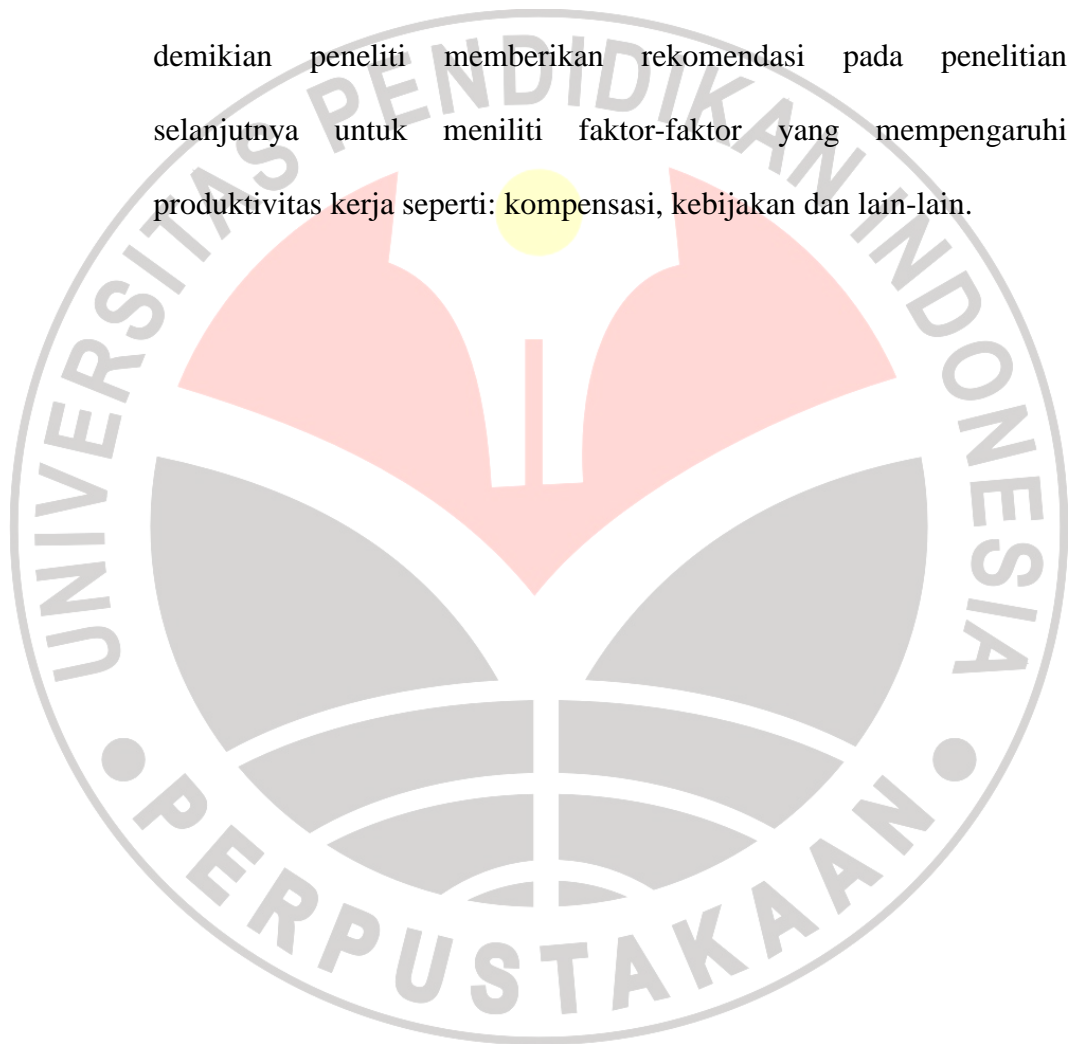 demikian peneliti memberikan rekomendasi pada penelitian
selanjutnya untuk meniliti faktor-faktor yang mempengaruhi
produktivitas kerja seperti: kompensasi, kebijakan dan lain-lain.
UNIVERSITAS PENDIDIKAN INDONESIA
PERPUSTAKAAN